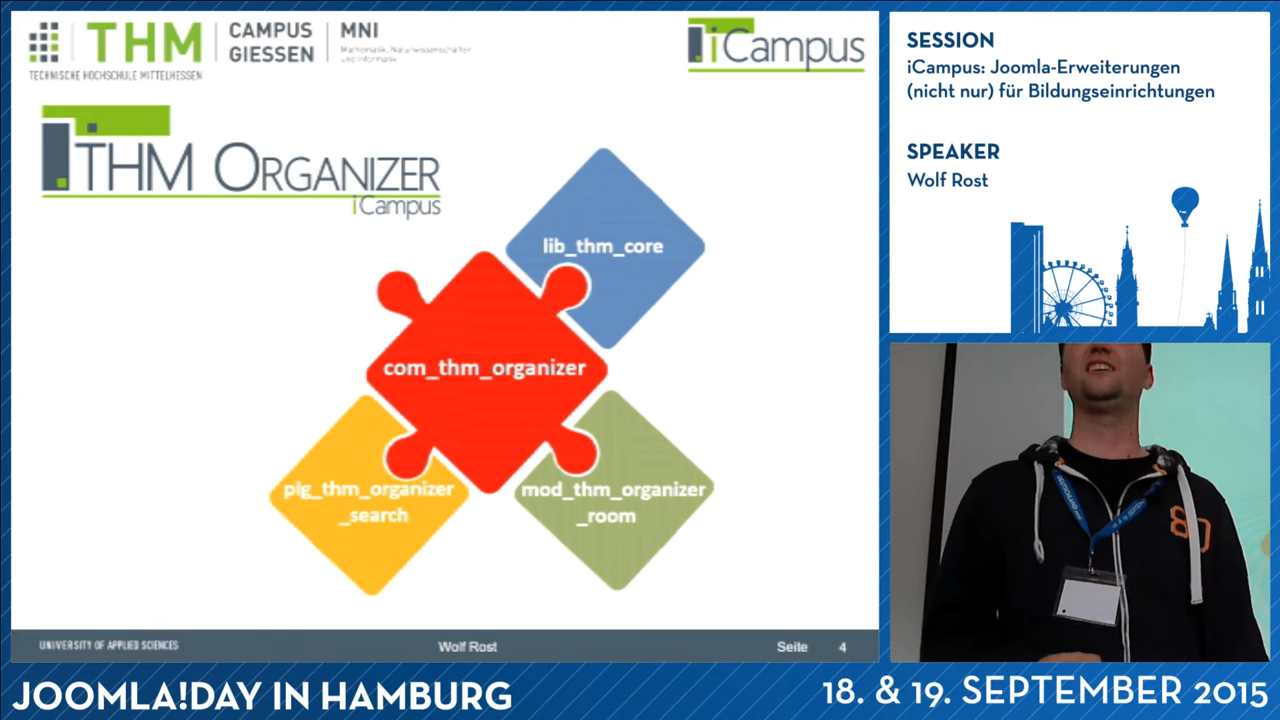 THM
CAMPUS
GIESSEN
MNI
Mathematik, Naturwissenschaften
und Informatik
TECHNISCHE HOCHSCHULE MITTELHESSEN
iCampus
THM ORGANIZER
iCampus
lib_thm_core
com_thm_organizer
plg_thm_organizer
_search
mod_thm_organizer
_room
UNIVERSITY OF APPLIED SCIENCES
Wolf Rost
Seite 4
SESSION
iCampus: Joomla-Erweiterungen
(nicht nur) für Bildungseinrichtungen
SPEAKER
Wolf Rost
80
JOOMLA!DAY IN HAMBURG
18. & 19. SEPTEMBER 2015